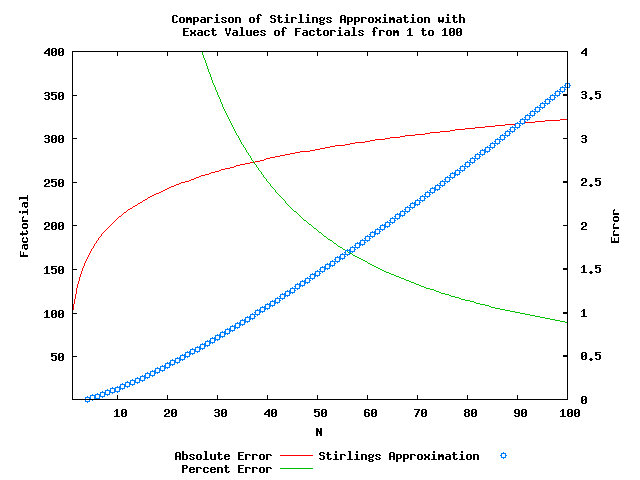 Comparison of Stirlings Approximation with
Exact Values of Factorials from 1 to 100
400
350
300
250
200
150
100
50
Factorial
4
3.5
3
2.5
2
1.5
1
0.5
0
Error
10 20 30 40 50 60 70 80 90 100
N
Absolute Error Stirlings Approximation
Percent Error